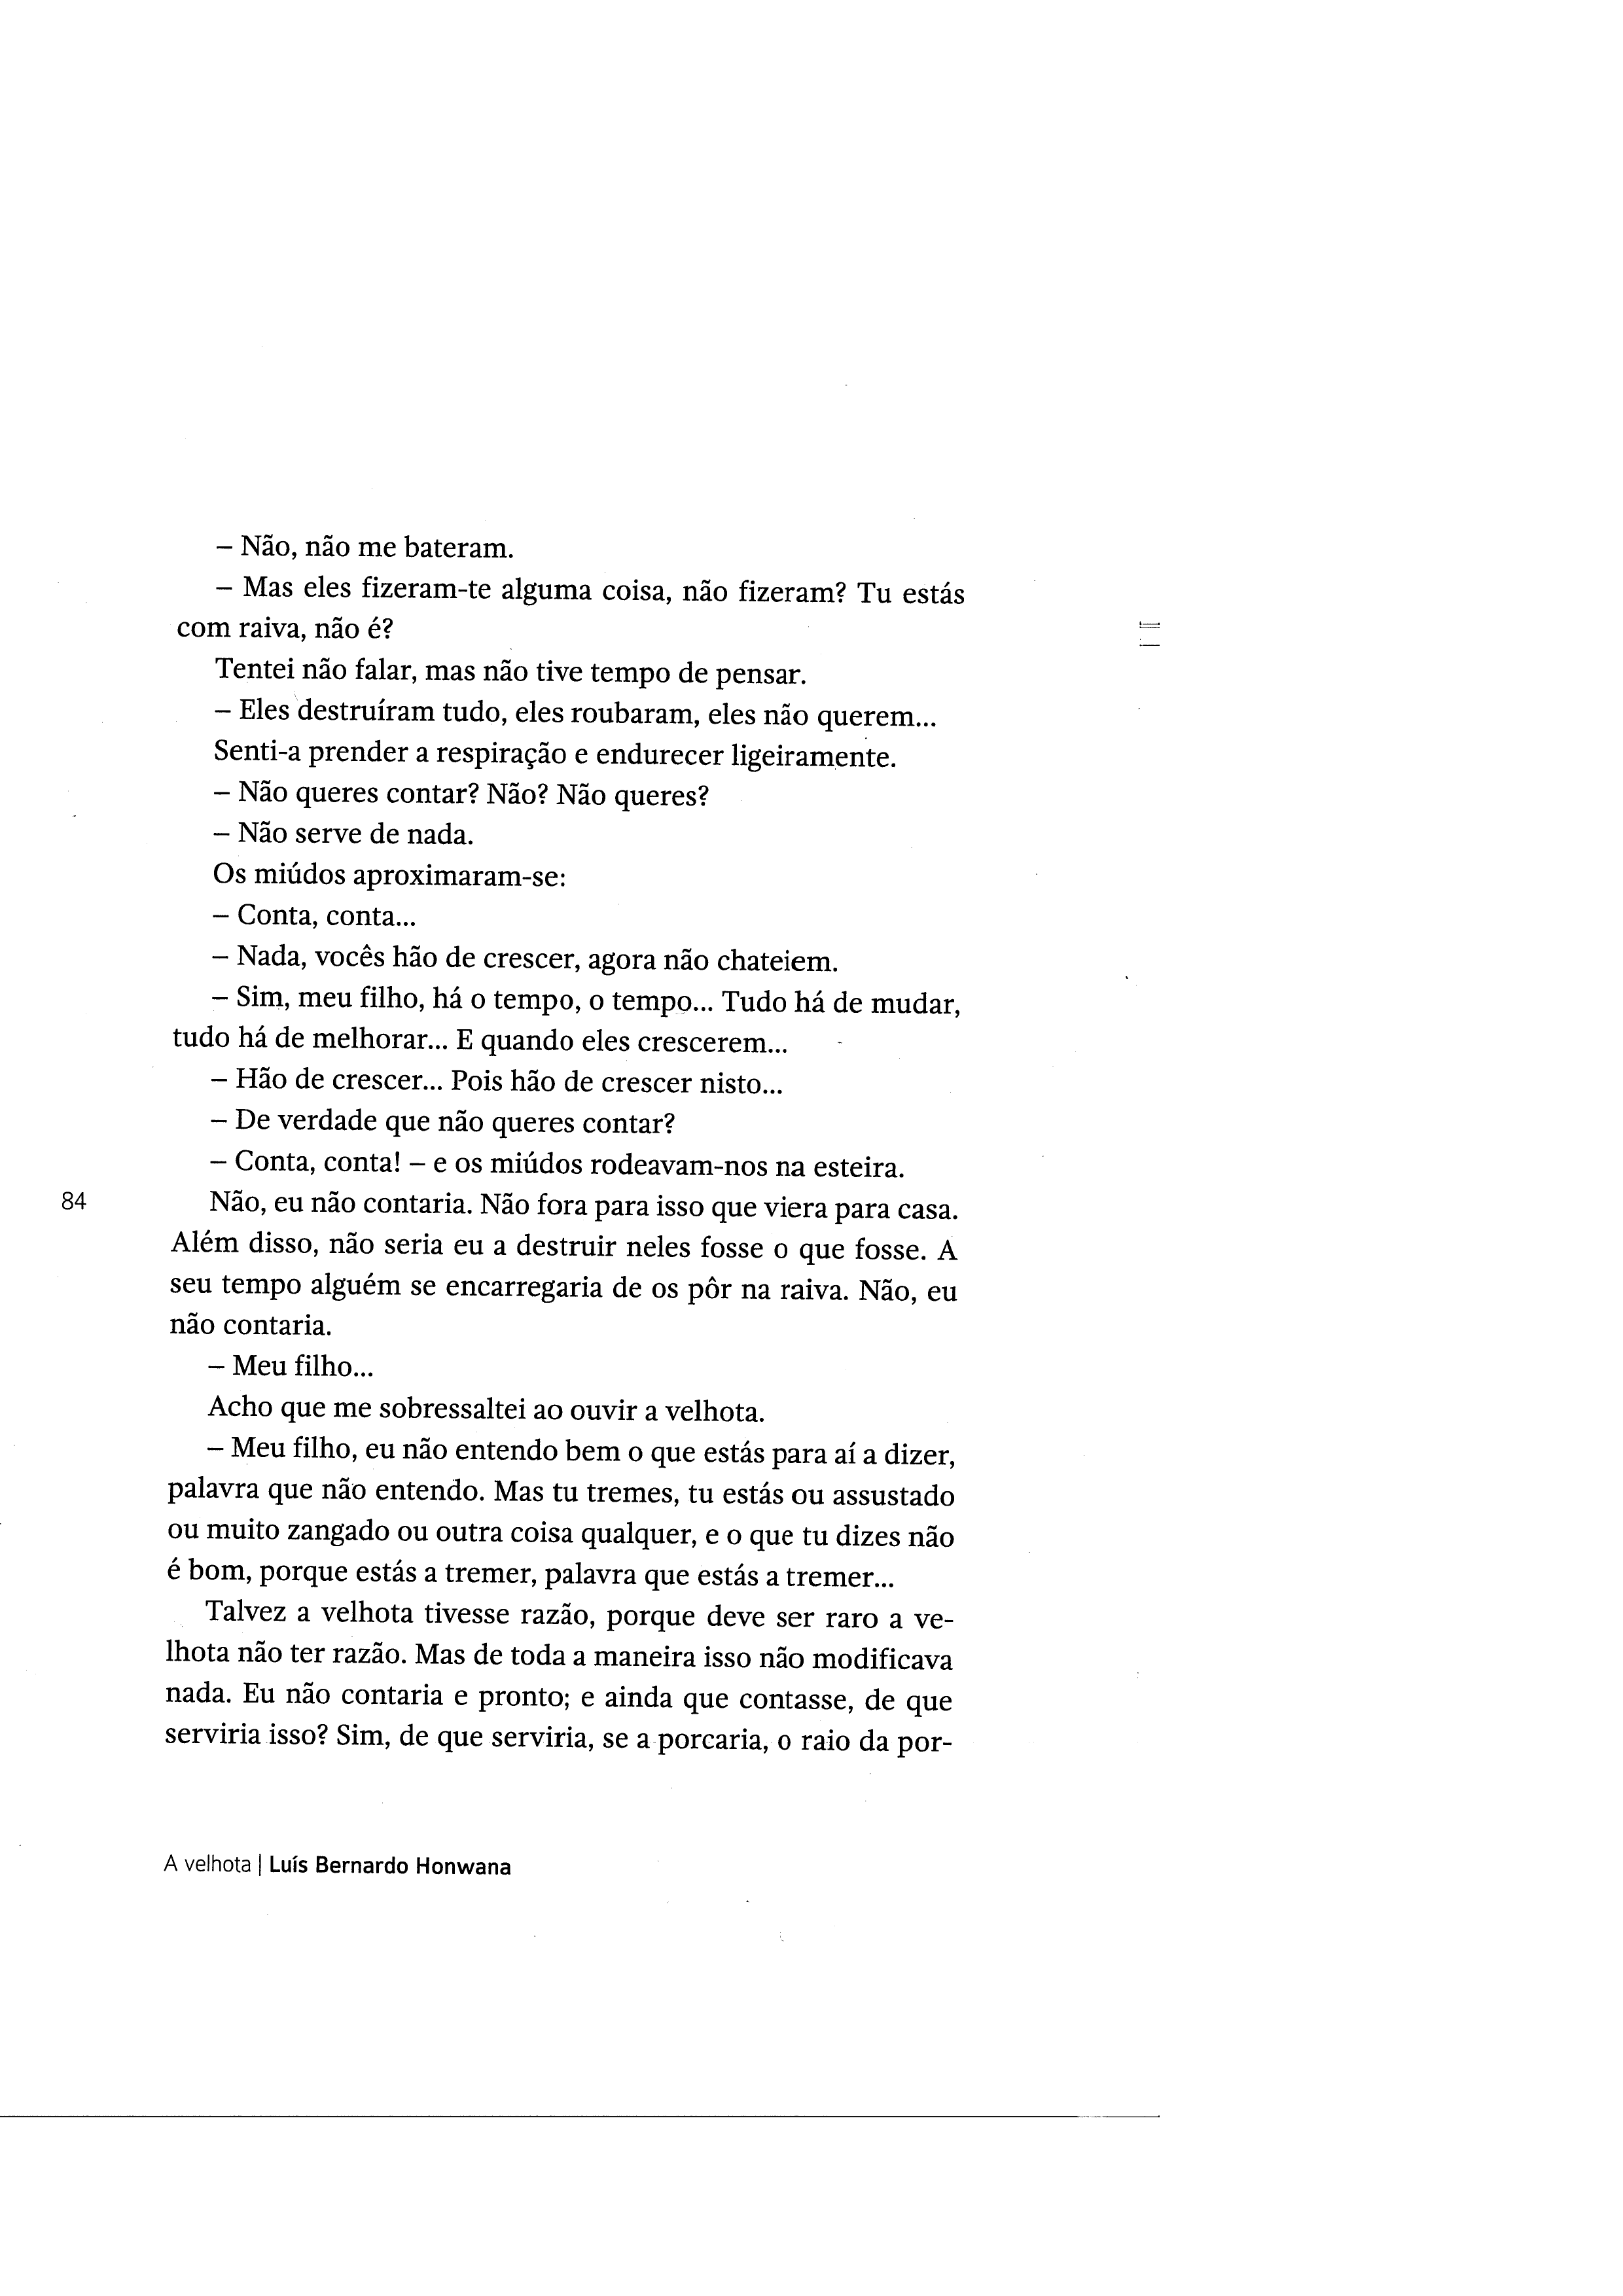 – Não, não me bateram.
– Mas eles fizeram-te alguma coisa, não fizeram? Tu estás
com raiva, não é?
Tentei não falar, mas não tive tempo de pensar.
– Eles destruíram tudo, eles roubaram, eles não querem...
Senti-a prender a respiração e endurecer ligeiramente.
– Não queres contar? Não? Não queres?
– Não serve de nada.
Os miúdos aproximaram-se:
– Conta, conta...
– Nada, vocês hão de crescer, agora não chateiem.
– Sim, meu filho, há o tempo, o tempo... Tudo há de mudar,
tudo há de melhorar... E quando eles crescerem...
– Hão de crescer... Pois hão de crescer nisto...
– De verdade que não queres contar?
– Conta, conta! – e os miúdos rodeavam-nos na esteira.
84
Não, eu não contaria. Não fora para isso que viera para casa.
Além disso, não seria eu a destruir neles fosse o que fosse. A
seu tempo alguém se encarregaria de os pôr na raiva. Não, eu
não contaria.
– Meu filho...
Acho que me sobressaltei ao ouvir a velhota.
– Meu filho, eu não entendo bem o que estás para aí a dizer,
palavra que não entendo. Mas tu tremes, tu estás ou assustado
ou muito zangado ou outra coisa qualquer, e o que tu dizes não
é bom, porque estás a tremer, palavra que estás a tremer...
Talvez a velhota tivesse razão, porque deve ser raro a ve-
lhota não ter razão. Mas de toda a maneira isso não modificava
nada. Eu não contaria e pronto; e ainda que contasse, de que
serviria isso? Sim, de que serviria, se a porcaria, o raio da por-
A velhota | Luís Bernardo Honwana